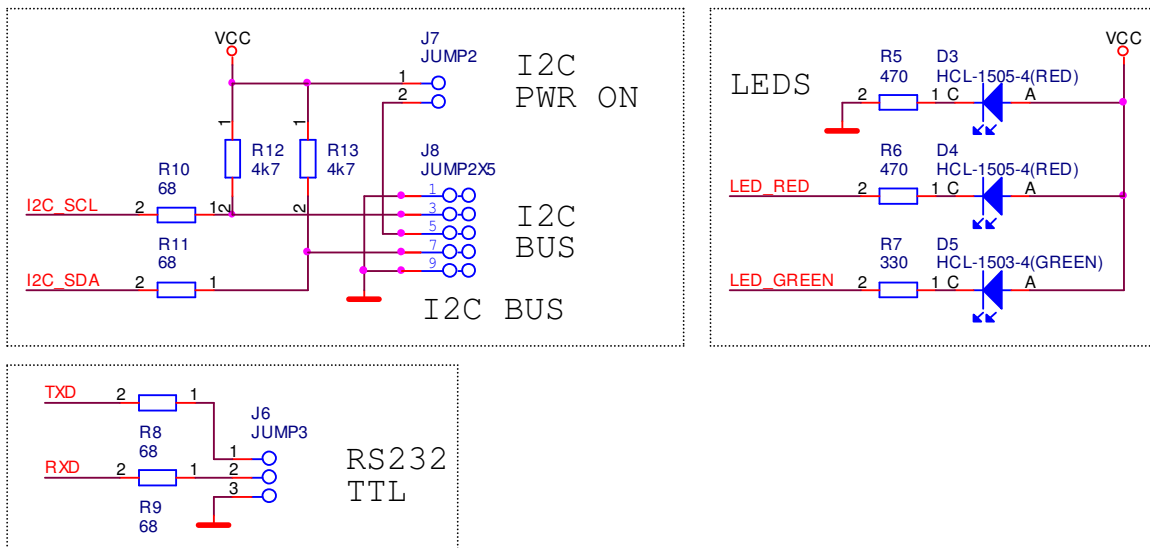 VCC
J7
JUMP2
1
2
I2C
PWR ON
1
1
R12
4k7
R13
4k7
2
2
J8
JUMP2X5
1
3
5
7
9
I2C
BUS
R10
68
I2C_SCL
2
1
R11
68
I2C_SDA
2
1
I2C BUS
LEDS
VCC
R5
470
D3
HCL-1505-4(RED)
2
1
C
A
R6
470
D4
HCL-1505-4(RED)
LED_RED
2
1
C
A
R7
330
D5
HCL-1503-4(GREEN)
LED_GREEN
2
1
C
A
TXD
2
1
R8
68
RXD
2
1
R9
68
J6
JUMP3
1
2
3
RS232
TTL